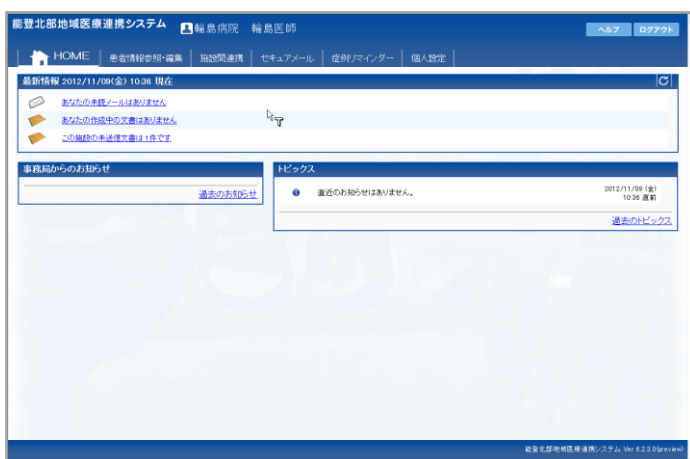 能登北部地域医療連携システム 輪島病院 輪島医師
ヘルプ ログアウト
HOME 患者情報参照・編集 施設間連携 セキュアメール 症例リマインダー 個人設定
最新情報 2012/11/09(金) 10:36 現在
あなたの未読メールはありません
あなたの作成中の文書はありません
この施設の未送信文書は1件です
事務局からのお知らせ
過去のお知らせ
トピックス
直近のお知らせはありません。
2012/11/09 (金)
10:36 直前
過去のトピックス
能登北部地域医療連携システム Ver 6.2.3.0(preview)